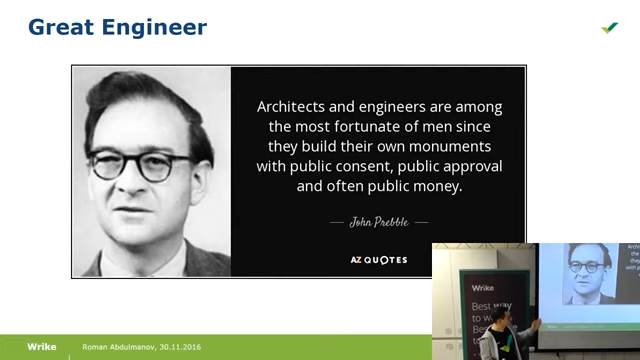 Great Engineer
Architects and engineers are among
the most fortunate of men since
they build their own monuments
with public consent, public approval
and often public money.
John Prebble
AZ QUOTES
Wrike
Best way
to w
Bes
to
Wrike
Roman Abdulmanov, 30.11.2016